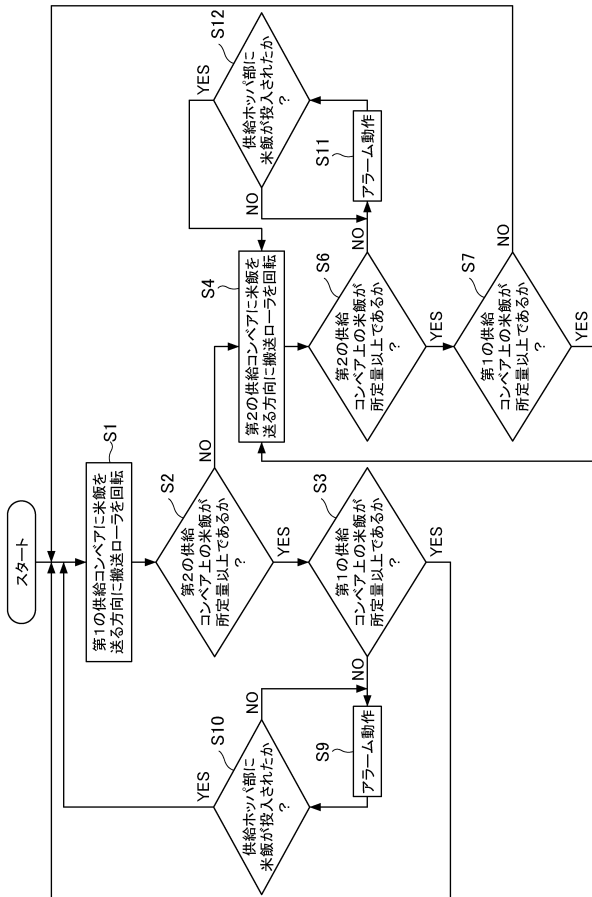 スタート
S1
第1の供給コンベアに米飯を
送る方向に搬送ローラを回転
S2
第2の供給
コンベア上の米飯が
所定量以上であるか
?
NO
YES
S3
第1の供給
コンベア上の米飯が
所定量以上であるか
?
NO
YES
S9
アラーム動作
S10
供給ホッパ部に
米飯が投入されたか
?
NO
YES
S4
第2の供給コンベアに米飯を
送る方向に搬送ローラを回転
S6
第2の供給
コンベア上の米飯が
所定量以上であるか
?
NO
YES
S7
第1の供給
コンベア上の米飯が
所定量以上であるか
?
NO
YES
S11
アラーム動作
S12
供給ホッパ部に
米飯が投入されたか
?
NO
YES